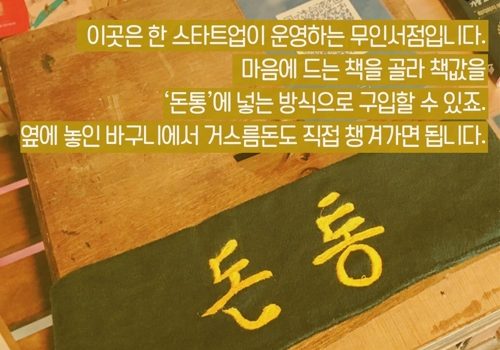 이곳은 한 스타트업이 운영하는 무인서점입니다.
마음에 드는 책을 골라 책값을
‘돈통’에 넣는 방식으로 구입할 수 있죠.
옆에 놓인 바구니에서 거스름돈도 직접 챙겨가면 됩니다.
돈통